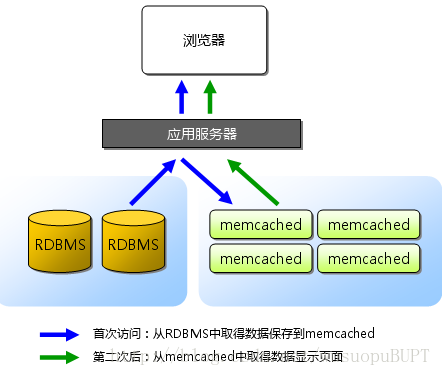 浏览器
应用服务器
RDBMS RDBMS
memcached memcached
memcached memcached
首次访问：从RDBMS中取得数据保存到memcached
第二次后：从memcached中取得数据显示页面